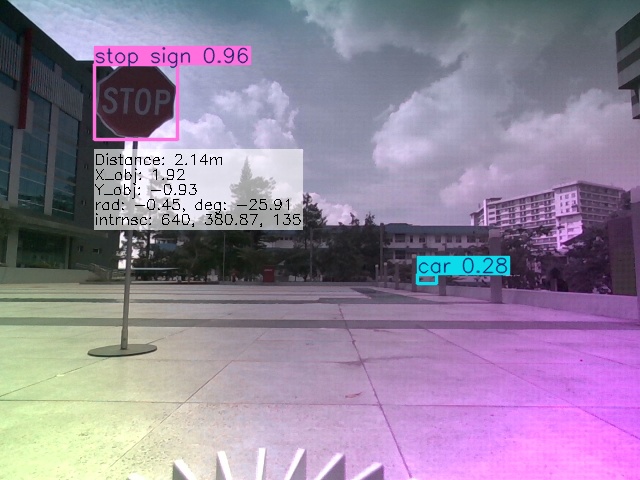 stop sign 0.96
STOP
Distance: 2.14m
X_obj: 1.92
Y_obj: -0.93
rad: -0.45, deg: -25.91
intrnsc: 640, 380.87, 135
car 0.28